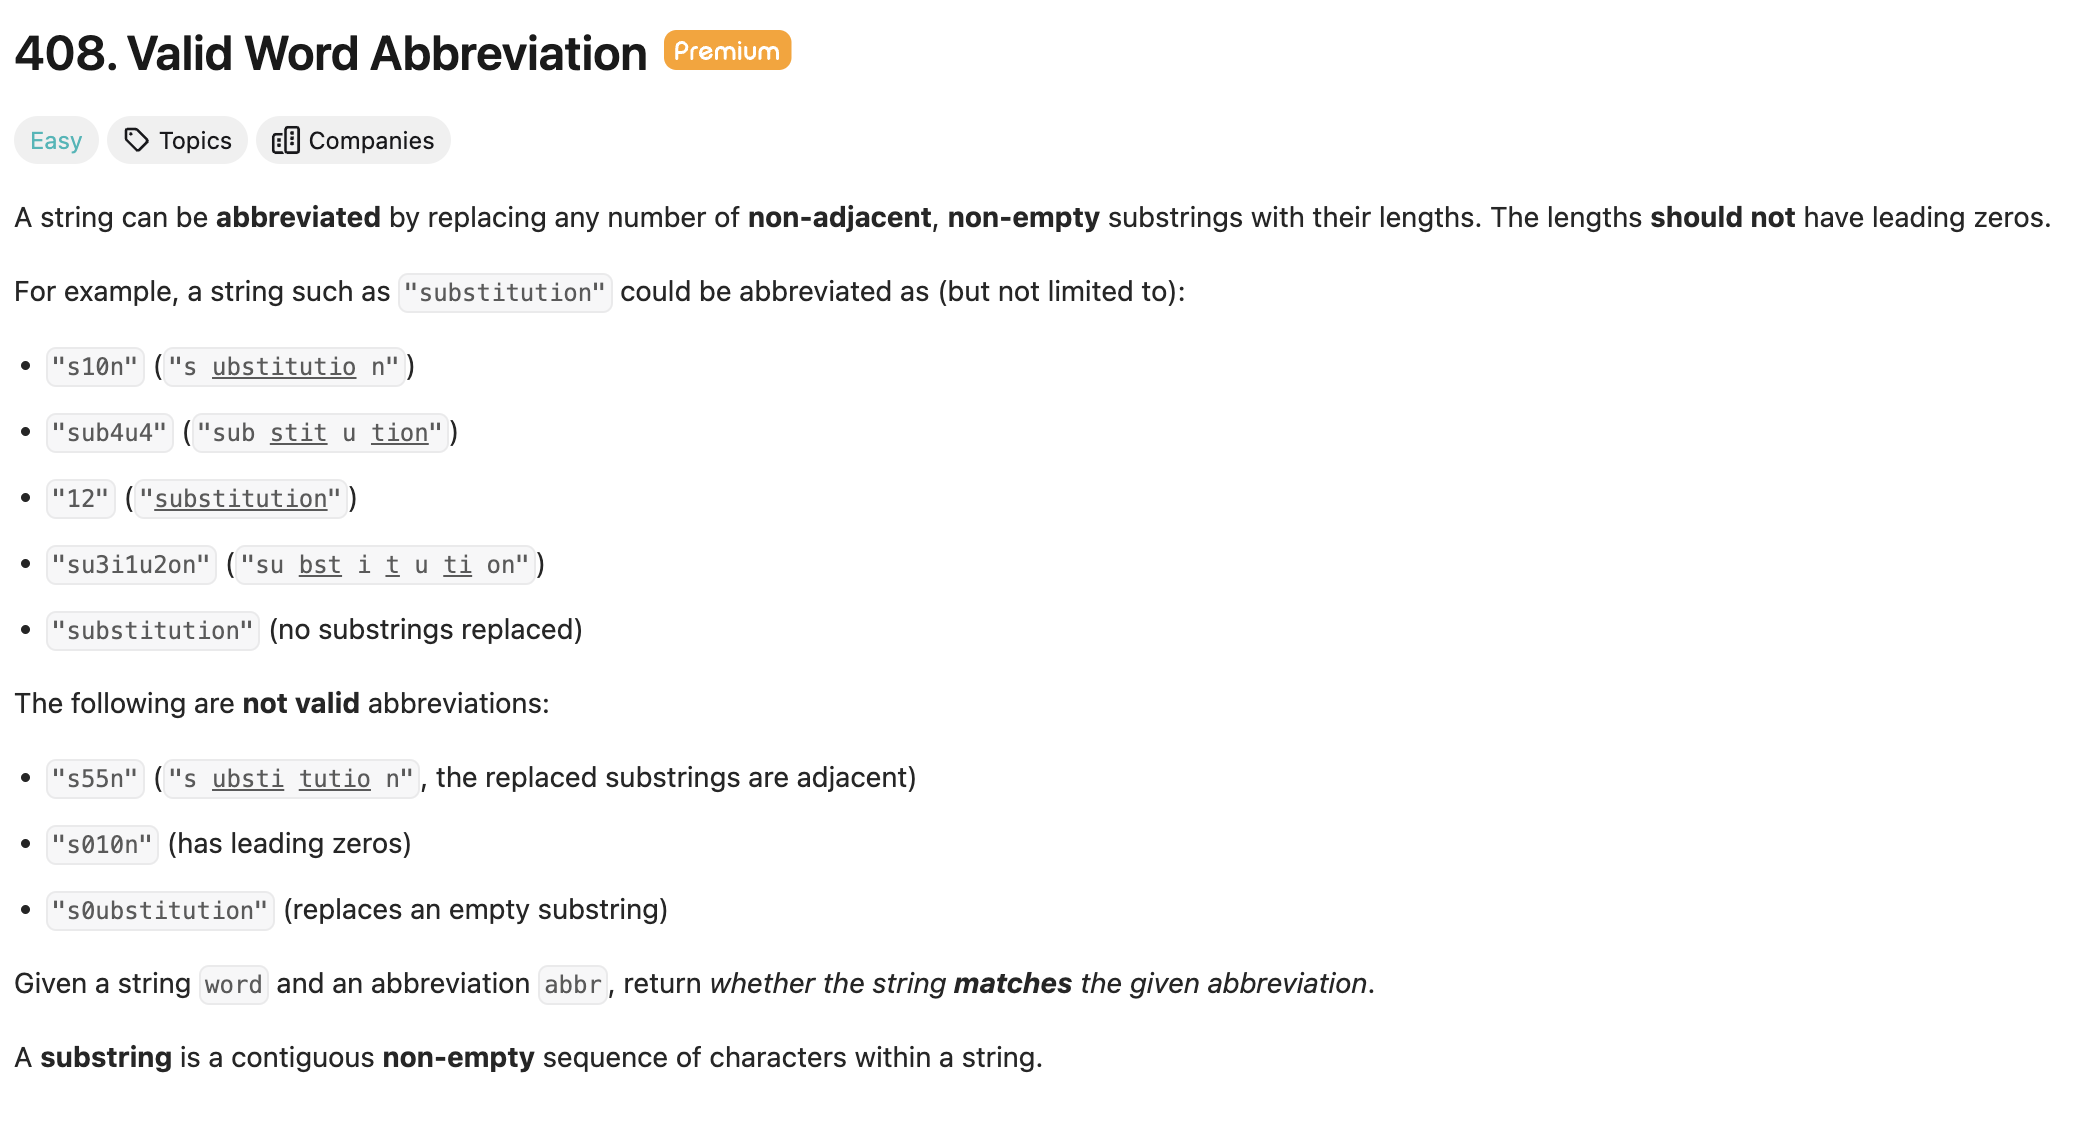 408. Valid Word Abbreviation Premium
Easy Topics Companies
A string can be abbreviated by replacing any number of non-adjacent, non-empty substrings with their lengths. The lengths should not have leading zeros.
For example, a string such as "substitution" could be abbreviated as (but not limited to):
• "s10n" ("s ubstitutio n")
• "sub4u4" ("sub stit u tion")
• "12" ("substitution")
• "su3i1u2on" ("su bst i t u ti on")
• "substitution" (no substrings replaced)
The following are not valid abbreviations:
• "s55n" ("s ubsti tutio n", the replaced substrings are adjacent)
• "s010n" (has leading zeros)
• "s0ubstitution" (replaces an empty substring)
Given a string word and an abbreviation abbr, return whether the string matches the given abbreviation.
A substring is a contiguous non-empty sequence of characters within a string.